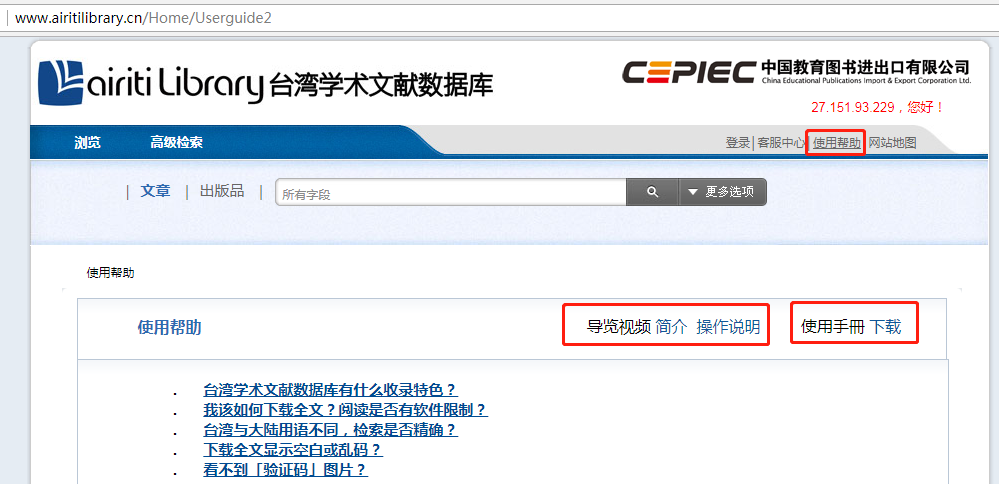 www.airitilibrary.cn/Home/Userguide2
airiti Library 台湾学术文献数据库
CEPIEC 中国教育图书进出口有限公司
China Educational Publications Import & Export Corporation Ltd.
27.151.93.229，您好！
浏览 高级检索 登录 | 客服中心 | 使用帮助 网站地图
| 文章 | 出版品 | 所有字段 更多选项
使用帮助
使用帮助 导览视频 简介 操作说明 使用手冊 下载
． 台湾学术文献数据库有什么收录特色？
． 我该如何下载全文？阅读是否有软件限制？
． 台湾与大陆用语不同，检索是否精确？
． 下载全文显示空白或乱码？
． 看不到「验证码」图片？